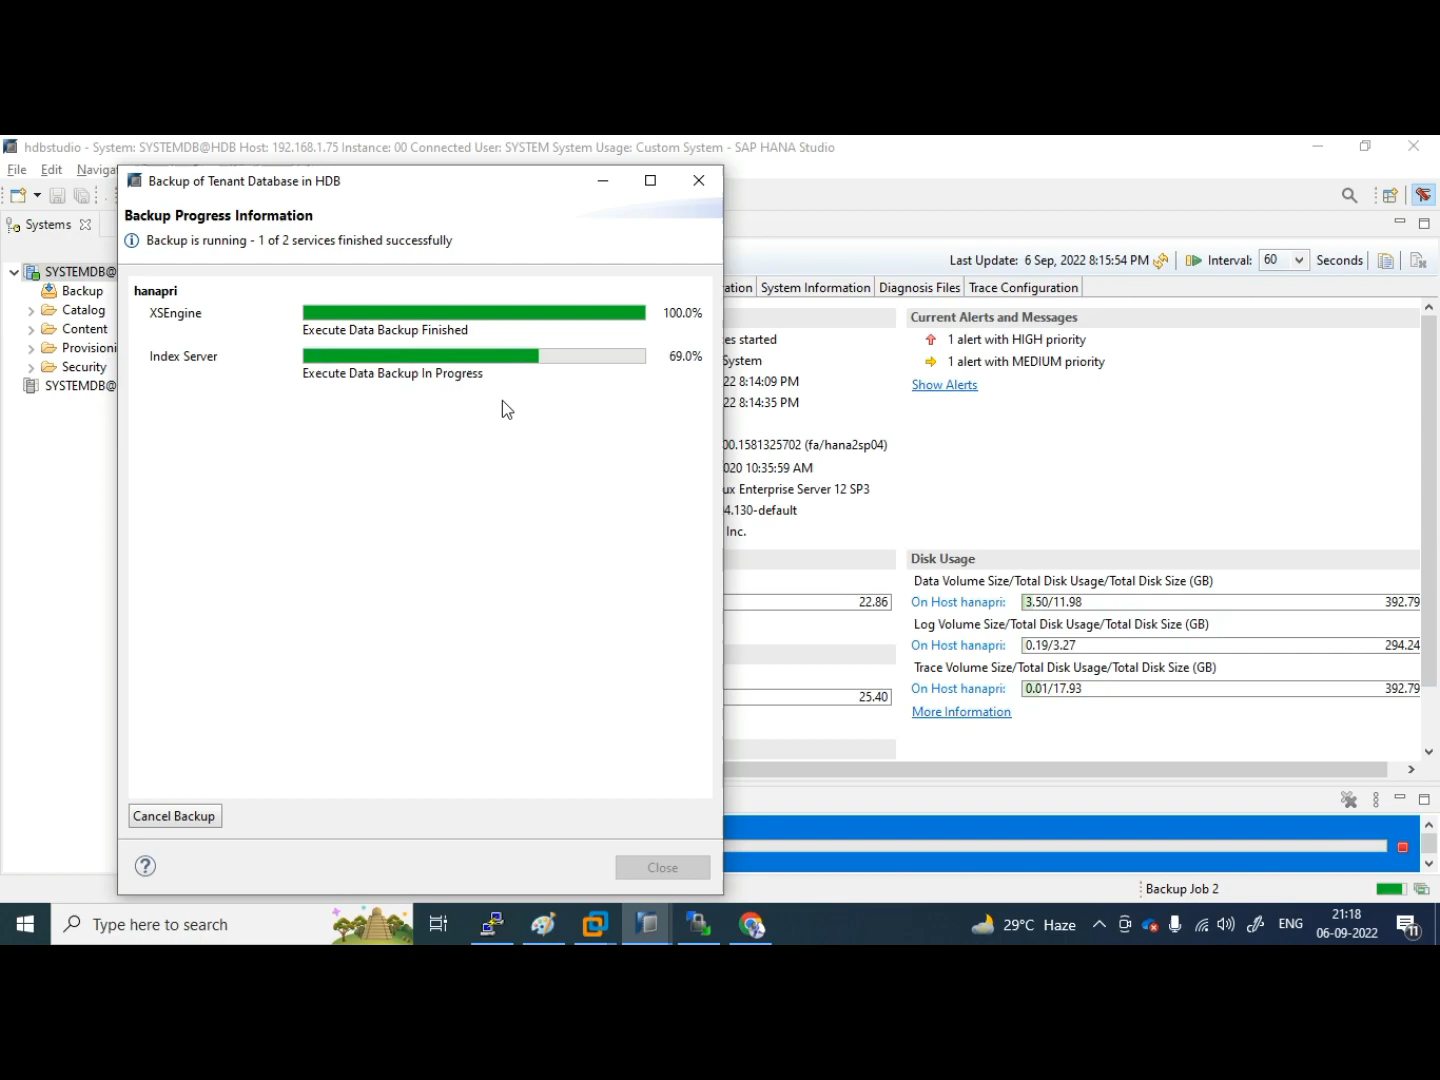 hdbstudio - System: SYSTEMDB@HDB Host: 192.168.1.75 Instance: 00 Connected User: SYSTEM System Usage: Custom System - SAP HANA Studio
File Edit Naviga
Backup of Tenant Database in HDB
Backup Progress Information
Backup is running - 1 of 2 services finished successfully
Systems
SYSTEMDB@
Backup
Catalog
Content
Provisioni
Security
SYSTEMDB@
hanapri
XSEngine 100.0%
Execute Data Backup Finished
Index Server 69.0%
Execute Data Backup In Progress
Cancel Backup
Close
Last Update: 6 Sep, 2022 8:15:54 PM Interval: 60 Seconds
ation System Information Diagnosis Files Trace Configuration
es started
System
22 8:14:09 PM
22 8:14:35 PM
00.1581325702 (fa/hana2sp04)
020 10:35:59 AM
ux Enterprise Server 12 SP3
4.130-default
Inc.
22.86
25.40
Current Alerts and Messages
1 alert with HIGH priority
1 alert with MEDIUM priority
Show Alerts
Disk Usage
Data Volume Size/Total Disk Usage/Total Disk Size (GB)
On Host hanapri: 3.50/11.98 392.79
Log Volume Size/Total Disk Usage/Total Disk Size (GB)
On Host hanapri: 0.19/3.27 294.24
Trace Volume Size/Total Disk Usage/Total Disk Size (GB)
On Host hanapri: 0.01/17.93 392.79
More Information
Backup Job 2
Type here to search
29°C Haze
ENG
21:18
06-09-2022
11